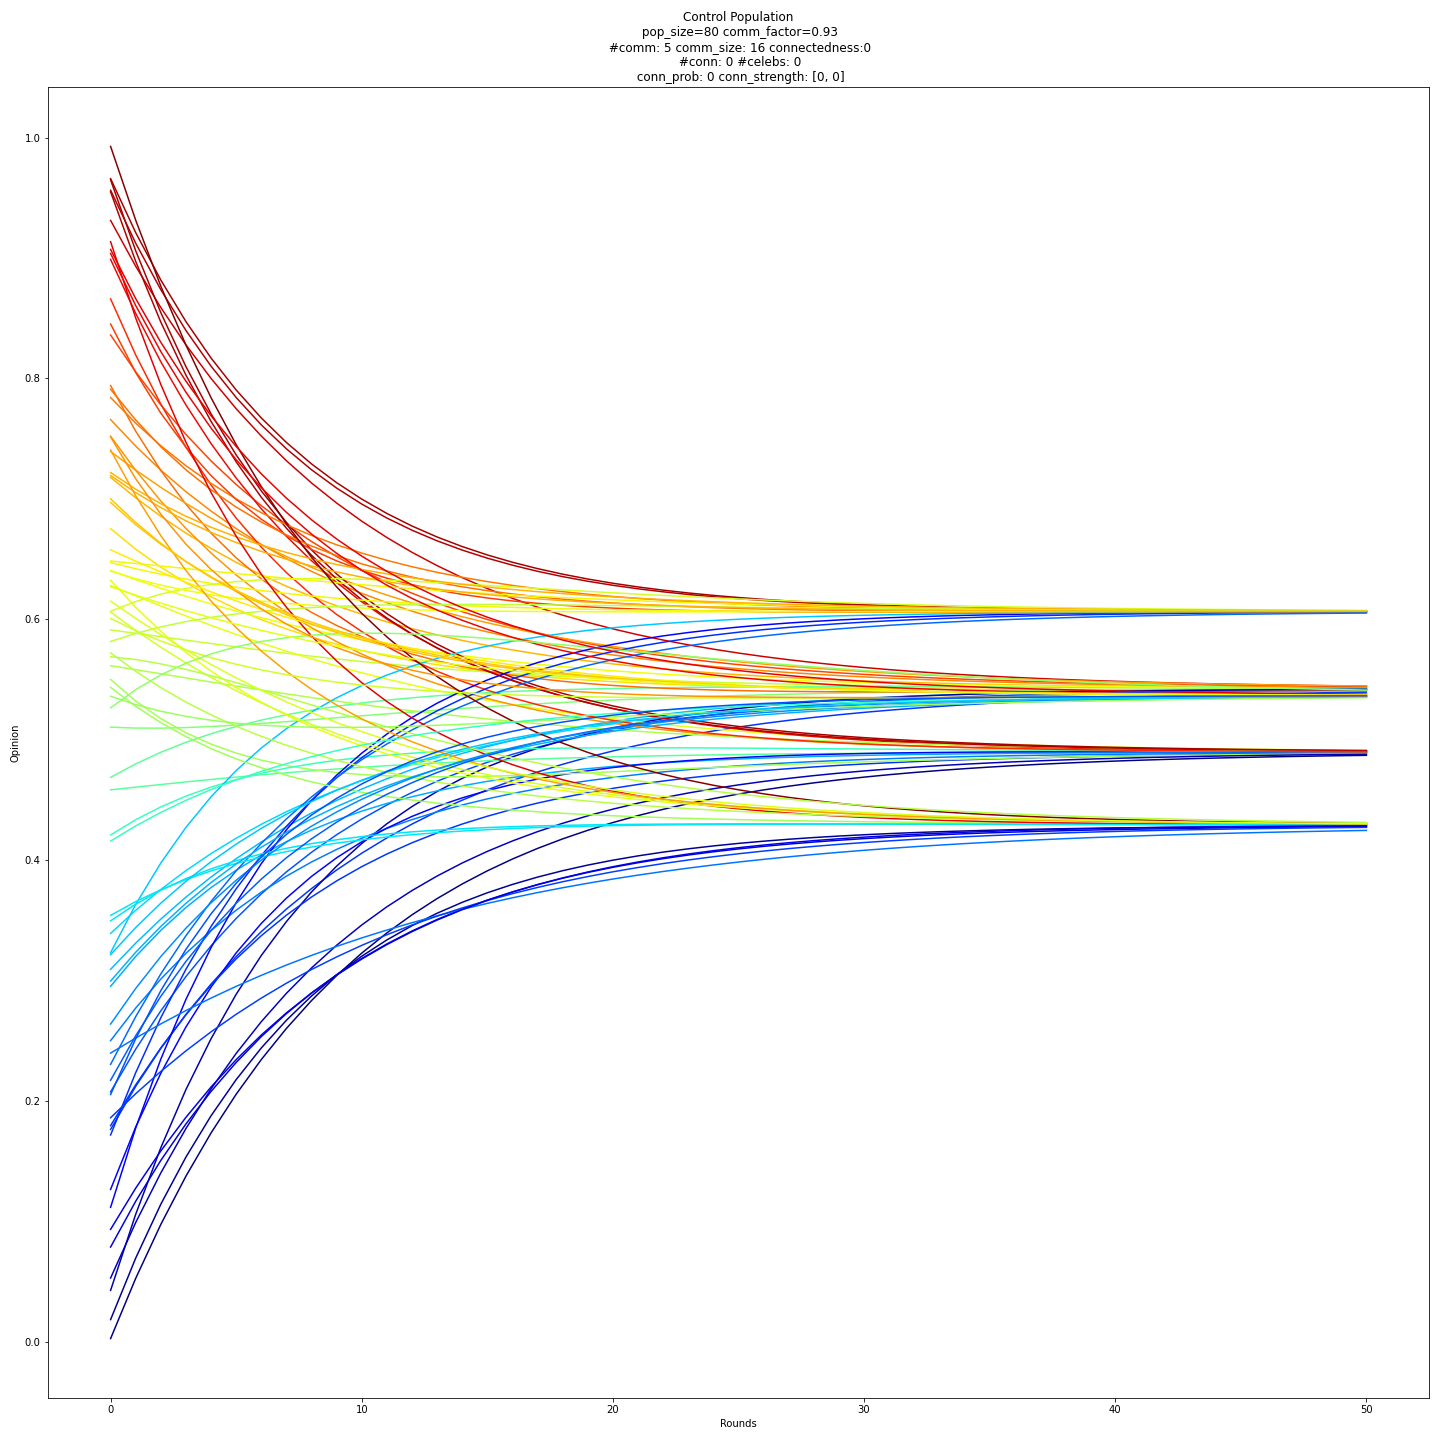 Control Population
pop_size=80 comm_factor=0.93
#comm: 5 comm_size: 16 connectedness:0
#conn: 0 #celebs: 0
conn_prob: 0 conn_strength: [0, 0]
1.0
0.8
0.6
0.4
0.2
0.0
Opinion
0
10
20
30
40
50
Rounds